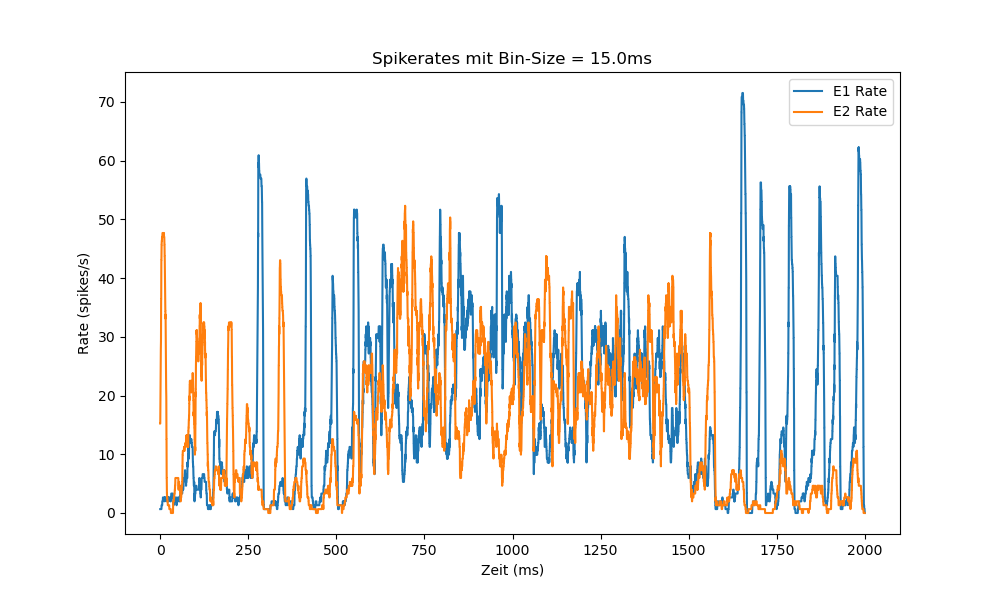 Spikerates mit Bin-Size = 15.0ms
E1 Rate
E2 Rate
Rate (spikes/s)
70
60
50
40
30
20
10
0
0 250 500 750 1000 1250 1500 1750 2000
Zeit (ms)